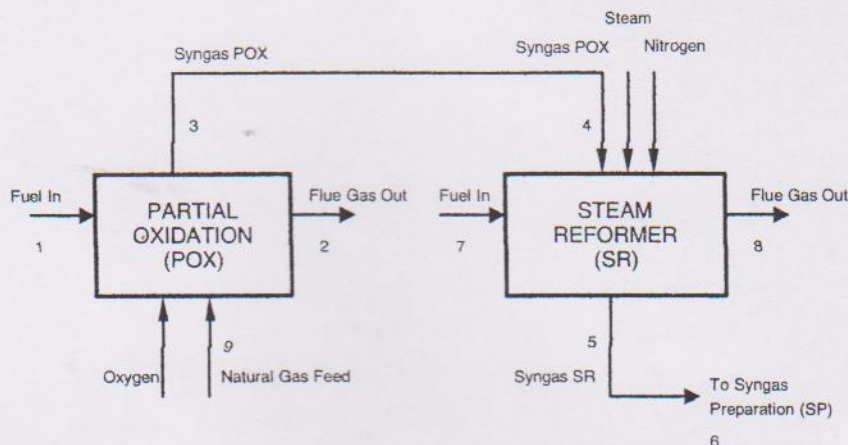 Steam
Syngas POX
Syngas POX
Nitrogen
3
4
Fuel In
PARTIAL
OXIDATION
(POX)
Flue Gas Out
Fuel In
STEAM
REFORMER
(SR)
Flue Gas Out
1
2
7
8
9
5
Oxygen
Natural Gas Feed
Syngas SR
To Syngas
Preparation (SP)
6